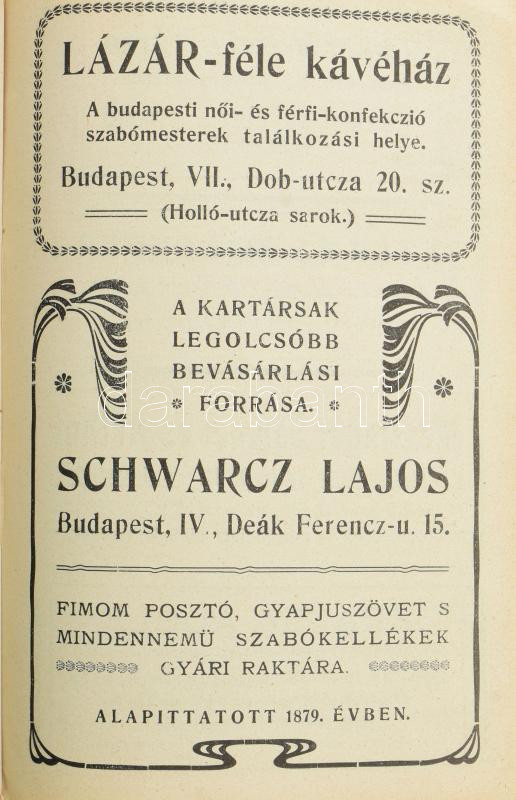 LÁZÁR-féle kávéház
A budapesti női- és férfi-konfekczió
szabómesterek találkozási helye.
Budapest, VII., Dob-utcza 20. sz.
(Holló-utcza sarok.)
A KARTÁRSAK
LEGOLCSÓBB
BEVÁSÁRLÁSI
FORRÁSA.
darabanth
SCHWARCZ LAJOS
Budapest, IV., Deák Ferencz-u. 15.
FIMOM POSZTÓ, GYAPJUSZÖVET S
MINDENNEMÜ SZABÓKELLÉKEK
GYÁRI RAKTÁRA.
ALAPITTATOTT 1879. ÉVBEN.